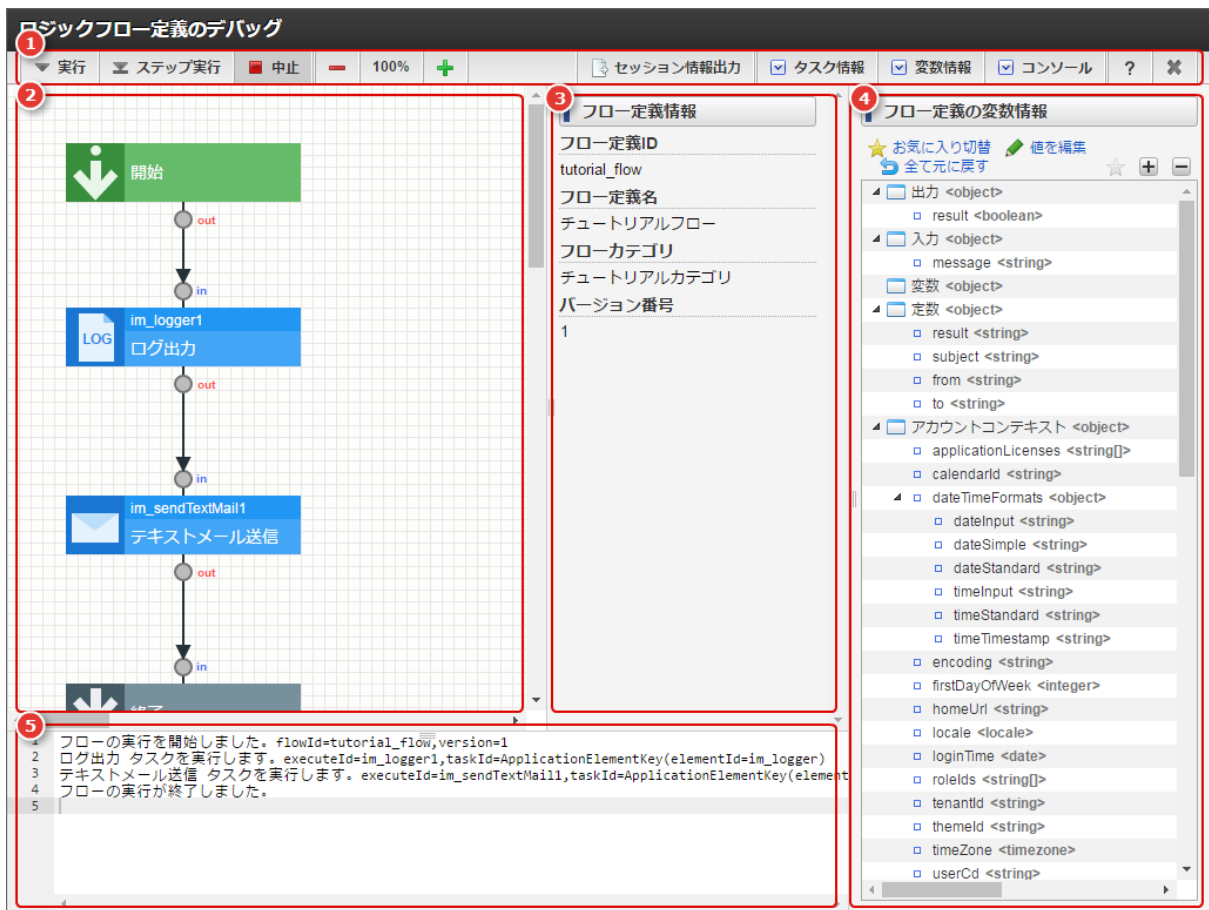 ロジックフロー定義のデバッグ
1
実行 ステップ実行 中止 100% セッション情報出力 タスク情報 変数情報 コンソール ?
2
開始
out
in
im_logger1
LOG
ログ出力
out
in
im_sendTextMail1
テキストメール送信
out
in
終了
3
フロー定義情報
フロー定義ID
tutorial_flow
フロー定義名
チュートリアルフロー
フローカテゴリ
チュートリアルカテゴリ
バージョン番号
1
4
フロー定義の変数情報
お気に入り切替 値を編集
全て元に戻す
出力 <object>
result <boolean>
入力 <object>
message <string>
変数 <object>
定数 <object>
result <string>
subject <string>
from <string>
to <string>
アカウントコンテキスト <object>
applicationLicenses <string[]>
calendarId <string>
dateTimeFormats <object>
dateInput <string>
dateSimple <string>
dateStandard <string>
timeInput <string>
timeStandard <string>
timeTimestamp <string>
encoding <string>
firstDayOfWeek <integer>
homeUrl <string>
locale <locale>
loginTime <date>
roleIds <string[]>
tenantId <string>
themeId <string>
timeZone <timezone>
userCd <string>
5
1 フローの実行を開始しました。flowId=tutorial_flow,version=1
2 ログ出力 タスクを実行します。executeId=im_logger1,taskId=ApplicationElementKey(elementId=im_logger)
3 テキストメール送信 タスクを実行します。executeId=im_sendTextMail1,taskId=ApplicationElementKey(element
4 フローの実行が終了しました。
5